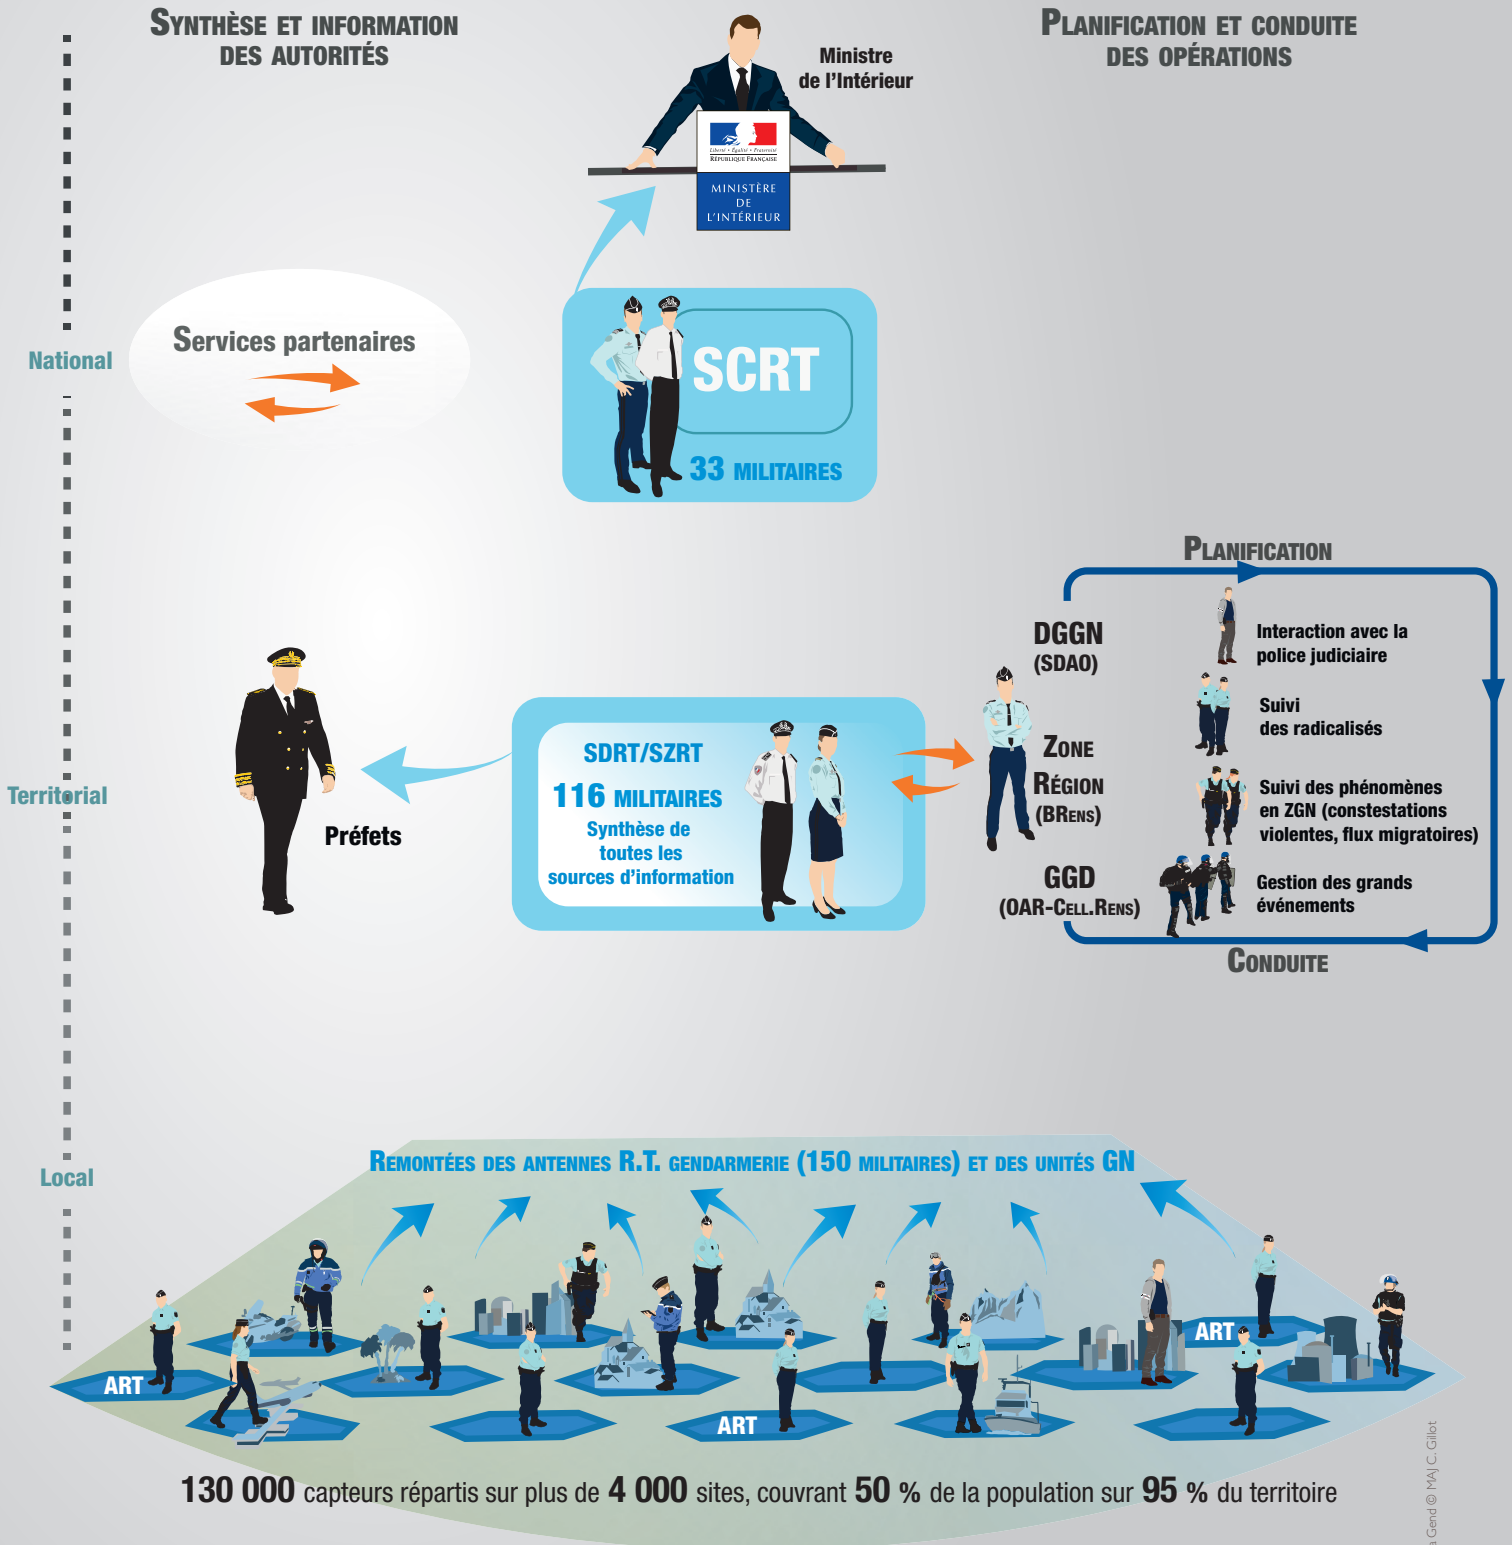 SYNTHÈSE ET INFORMATION
DES AUTORITÉS
PLANIFICATION ET CONDUITE
DES OPÉRATIONS
Ministre
de l'Intérieur
Liberté • Égalité • Fraternité
RÉPUBLIQUE FRANÇAISE
MINISTÈRE
DE
L'INTÉRIEUR
National
Services partenaires
SCRT
33 MILITAIRES
PLANIFICATION
DGGN
(SDAO)
ZONE
RÉGION
(BRENS)
GGD
(OAR-CELL.RENS)
Interaction avec la
police judiciaire
Suivi
des radicalisés
Suivi des phénomènes
en ZGN (constestations
violentes, flux migratoires)
Gestion des grands
événements
CONDUITE
Territorial
Préfets
SDRT/SZRT
116 MILITAIRES
Synthèse de
toutes les
sources d'information
Local
REMONTÉES DES ANTENNES R.T. GENDARMERIE (150 MILITAIRES) ET DES UNITÉS GN
ART
ART
ART
130 000 capteurs répartis sur plus de 4 000 sites, couvrant 50 % de la population sur 95 % du territoire
Gend © MAJ C. Gillot